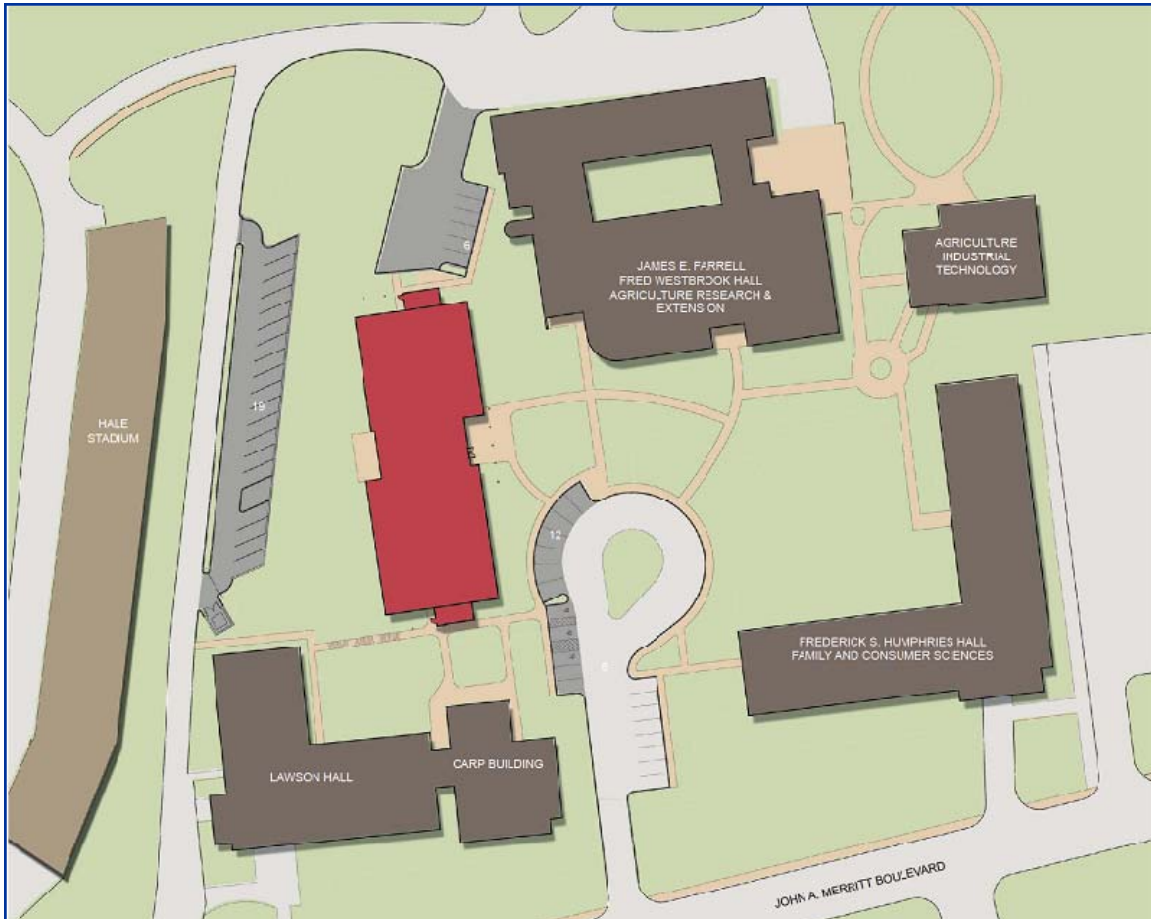 6
JAMES E. FARRELL
FRED WESTBROOK HALL
AGRICULTURE RESEARCH &
EXTENSION
AGRICULTURE
INDUSTRIAL
TECHNOLOGY
HALE
STADIUM
19
12
FREDERICK S. HUMPHRIES HALL
FAMILY AND CONSUMER SCIENCES
LAWSON HALL
CARP BUILDING
JOHN A. MERRITT BOULEVARD